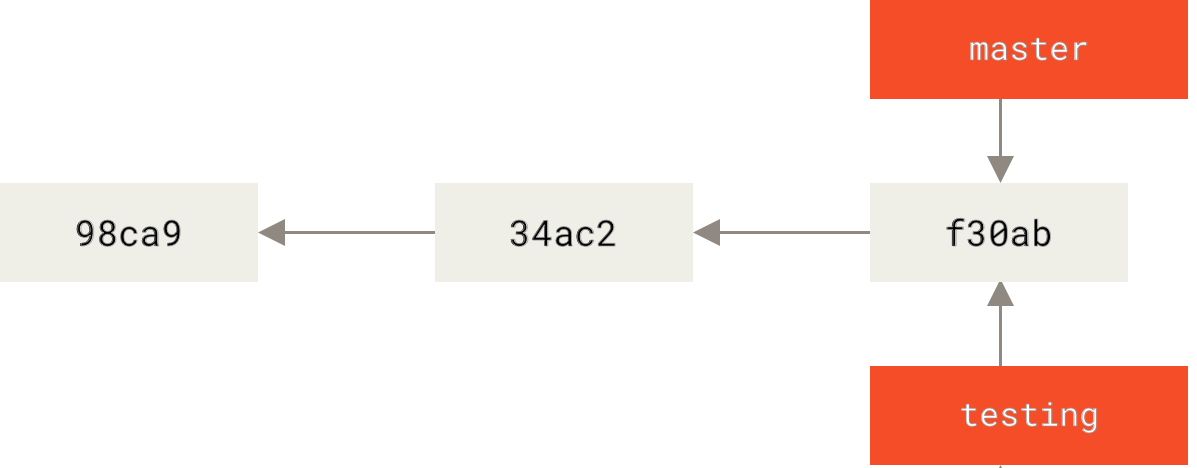 master
98ca9
34ac2
f30ab
testing